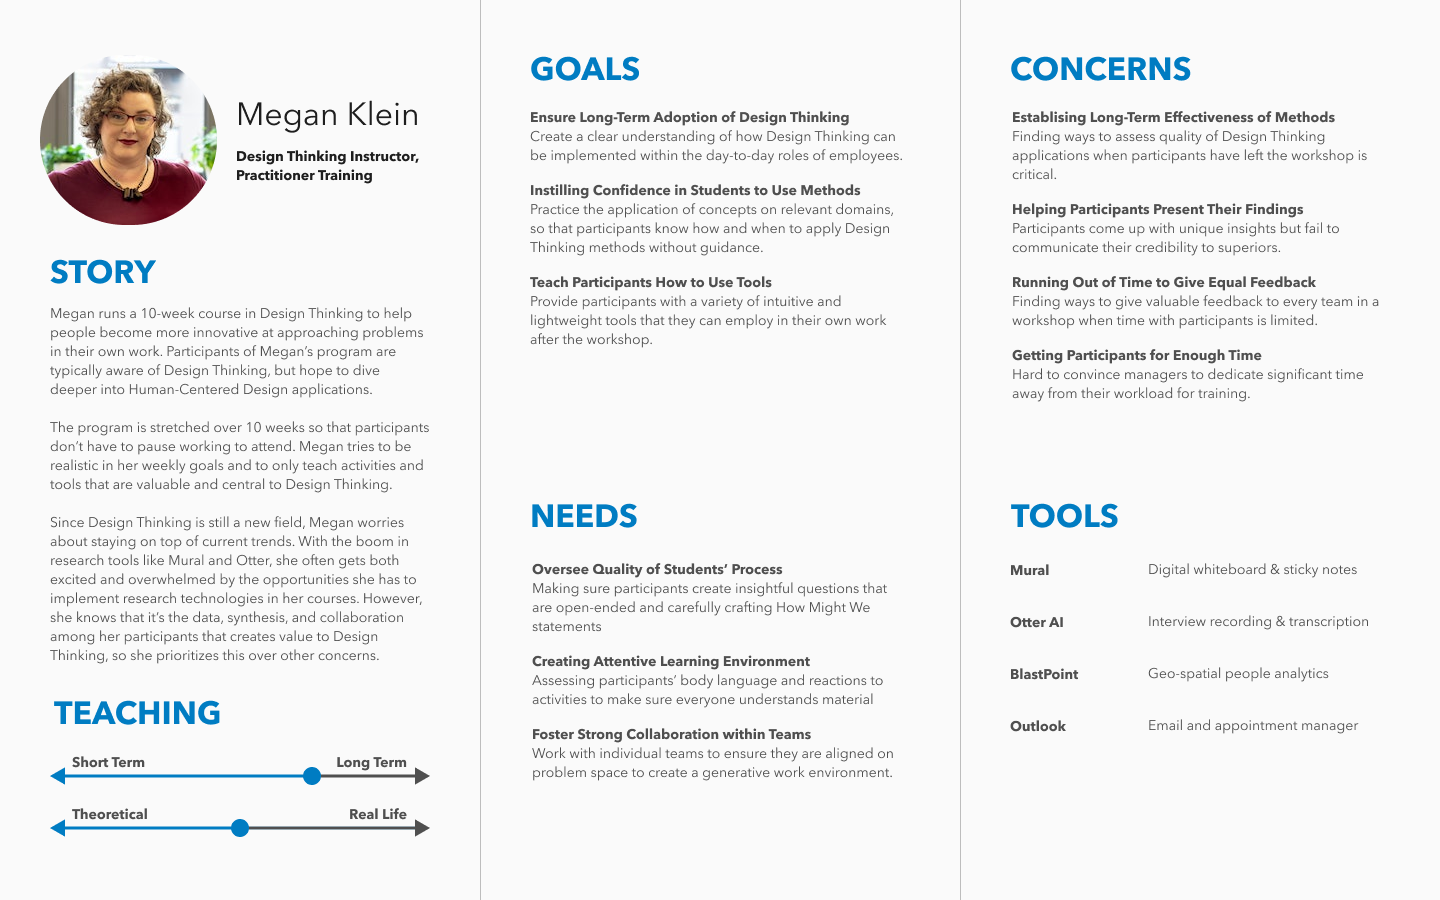 Megan Klein
Design Thinking Instructor,
Practitioner Training
STORY
Megan runs a 10-week course in Design Thinking to help
people become more innovative at approaching problems
in their own work. Participants of Megan’s program are
typically aware of Design Thinking, but hope to dive
deeper into Human-Centered Design applications.
The program is stretched over 10 weeks so that participants
don’t have to pause working to attend. Megan tries to be
realistic in her weekly goals and to only teach activities and
tools that are valuable and central to Design Thinking.
Since Design Thinking is still a new field, Megan worries
about staying on top of current trends. With the boom in
research tools like Mural and Otter, she often gets both
excited and overwhelmed by the opportunities she has to
implement research technologies in her courses. However,
she knows that it’s the data, synthesis, and collaboration
among her participants that creates value to Design
Thinking, so she prioritizes this over other concerns.
TEACHING
Short Term Long Term
Theoretical Real Life
GOALS
Ensure Long-Term Adoption of Design Thinking
Create a clear understanding of how Design Thinking can
be implemented within the day-to-day roles of employees.
Instilling Confidence in Students to Use Methods
Practice the application of concepts on relevant domains,
so that participants know how and when to apply Design
Thinking methods without guidance.
Teach Participants How to Use Tools
Provide participants with a variety of intuitive and
lightweight tools that they can employ in their own work
after the workshop.
NEEDS
Oversee Quality of Students’ Process
Making sure participants create insightful questions that
are open-ended and carefully crafting How Might We
statements
Creating Attentive Learning Environment
Assessing participants’ body language and reactions to
activities to make sure everyone understands material
Foster Strong Collaboration within Teams
Work with individual teams to ensure they are aligned on
problem space to create a generative work environment.
CONCERNS
Establising Long-Term Effectiveness of Methods
Finding ways to assess quality of Design Thinking
applications when participants have left the workshop is
critical.
Helping Participants Present Their Findings
Participants come up with unique insights but fail to
communicate their credibility to superiors.
Running Out of Time to Give Equal Feedback
Finding ways to give valuable feedback to every team in a
workshop when time with participants is limited.
Getting Participants for Enough Time
Hard to convince managers to dedicate significant time
away from their workload for training.
TOOLS
Mural Digital whiteboard & sticky notes
Otter AI Interview recording & transcription
BlastPoint Geo-spatial people analytics
Outlook Email and appointment manager